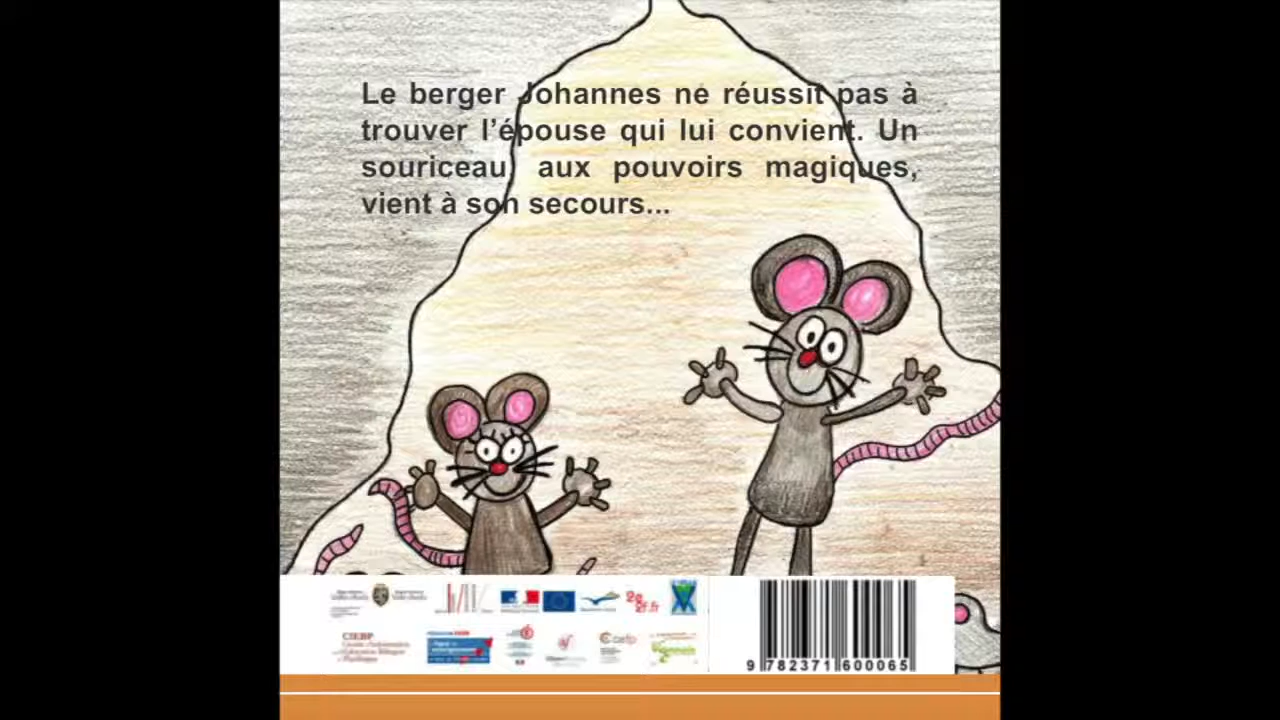 Le berger Johannes ne réussit pas à
trouver l'épouse qui lui convient. Un
souriceau aux pouvoirs magiques,
vient à son secours...
CIEBP
9 782371 600065